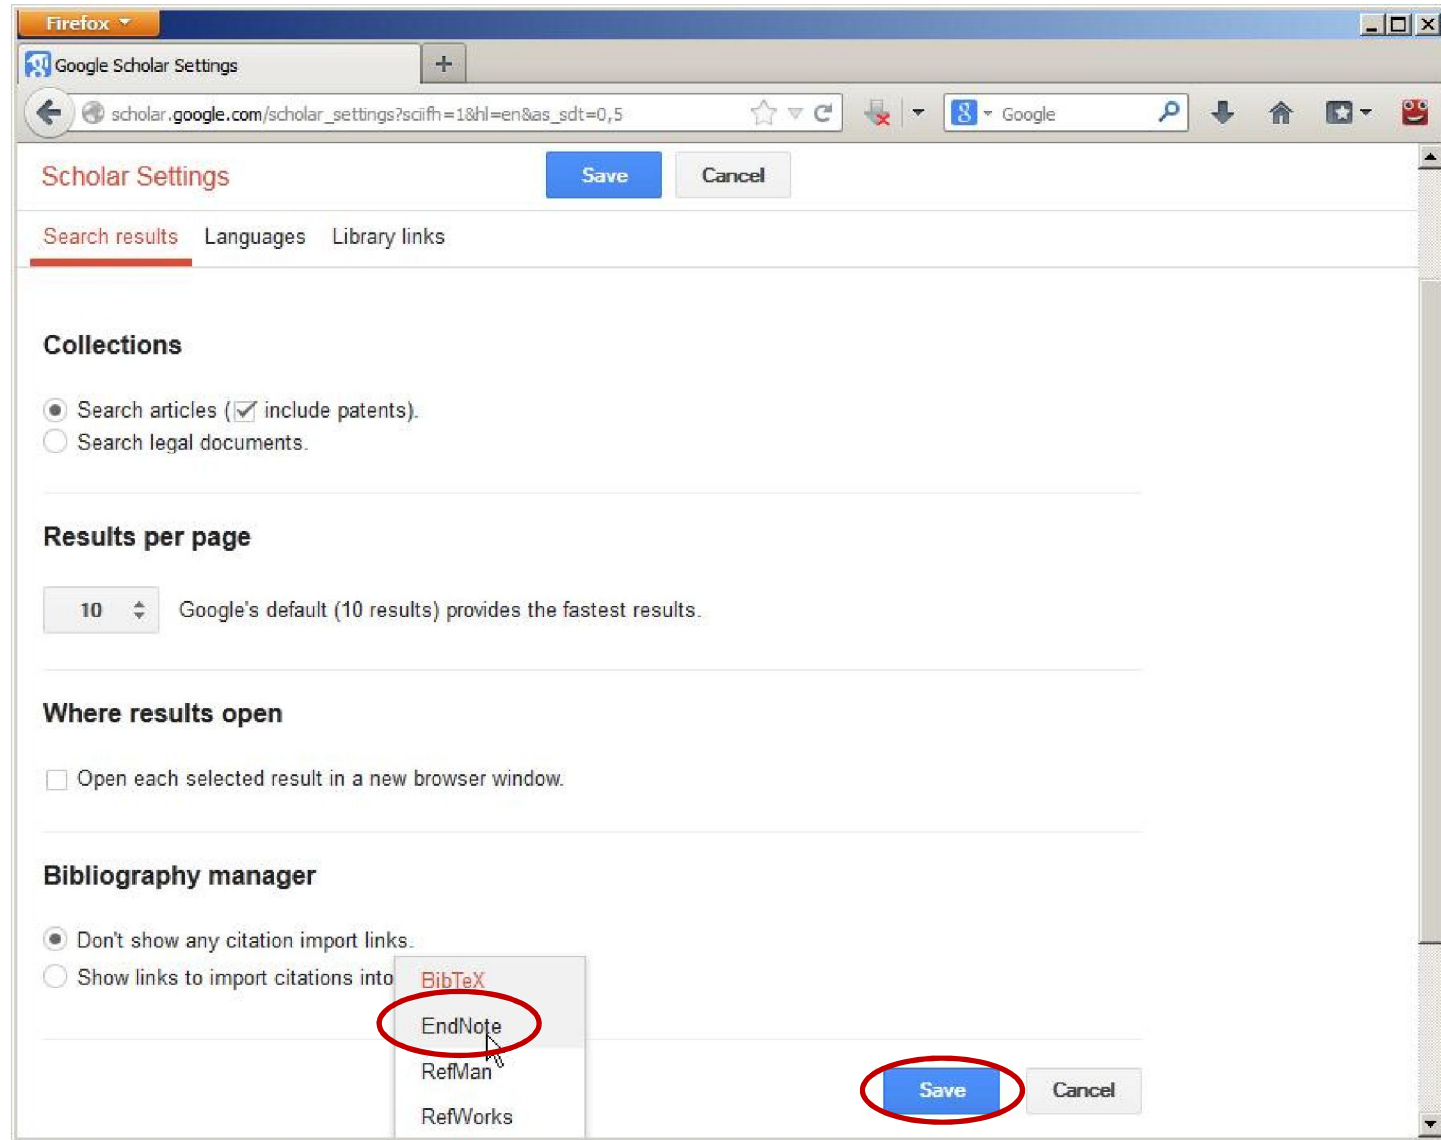 Firefox
Google Scholar Settings
scholar.google.com/scholar_settings?sciifh=1&hl=en&as_sdt=0,5
8 Google
Scholar Settings Save Cancel
Search results Languages Library links
Collections
Search articles (include patents).
Search legal documents.
Results per page
10 Google's default (10 results) provides the fastest results.
Where results open
Open each selected result in a new browser window.
Bibliography manager
Don't show any citation import links.
Show links to import citations into
BibTeX
EndNote
RefMan
RefWorks
Save Cancel